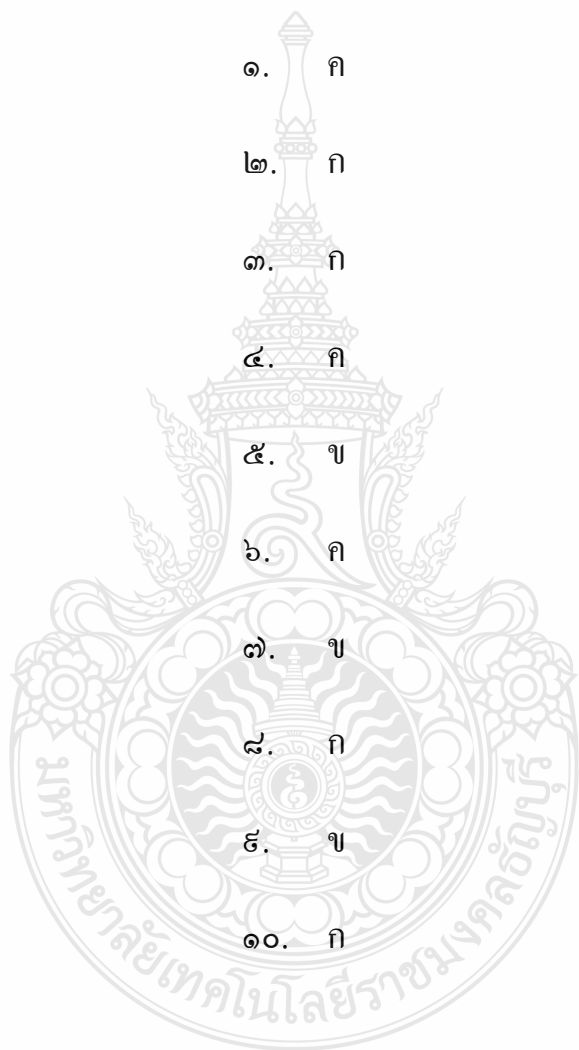 ๑. ค
๒. ก
๓. ก
๔. ค
๕. ข
๖. ค
๗. ข
๘. ก
๙. ข
๑๐. ก
มหาวิทยาลัยเทคโนโลยีราชมงคลธัญบุรี